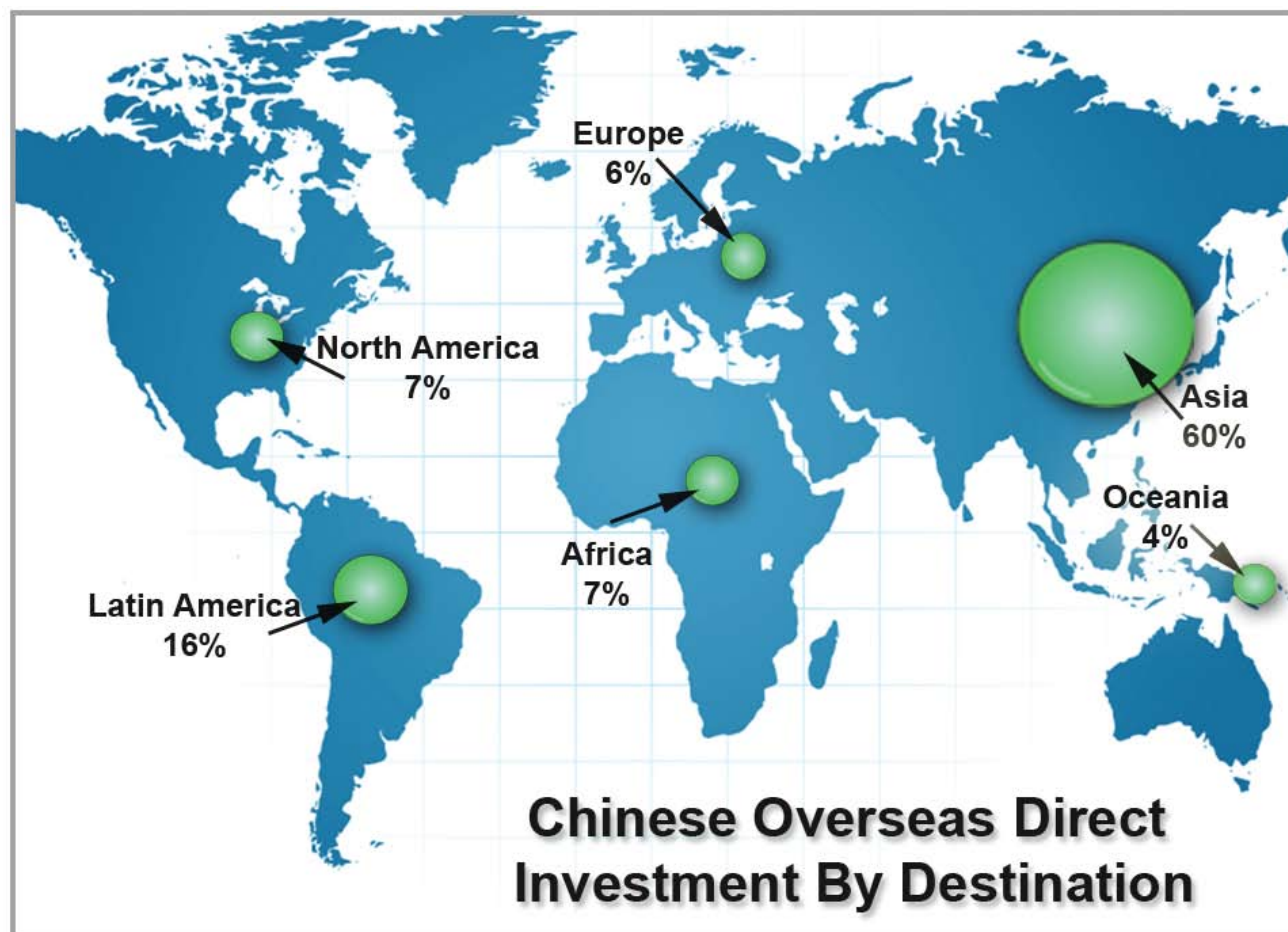 Europe
6%
North America
7%
Asia
60%
Oceania
4%
Africa
7%
Latin America
16%
Chinese Overseas Direct
Investment By Destination